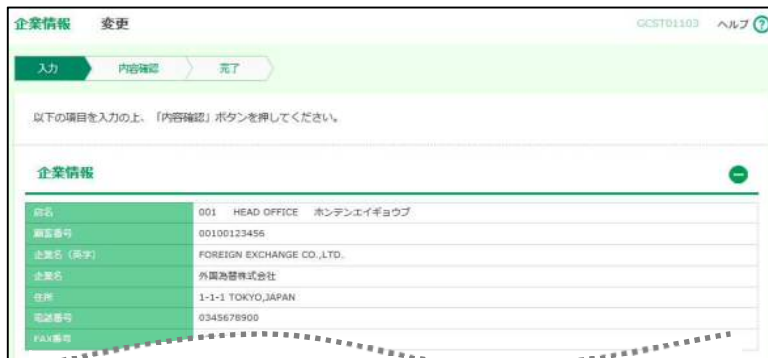 企業情報 変更 GCST01103 ヘルプ ?
入力 内容確認 完了
以下の項目を入力の上、「内容確認」ボタンを押してください。
企業情報
店名 001 HEAD OFFICE ホンテンエイギョウブ
顧客番号 00100123456
企業名（英字） FOREIGN EXCHANGE CO.,LTD.
企業名 外国為替株式会社
住所 1-1-1 TOKYO,JAPAN
電話番号 0345678900
FAX番号